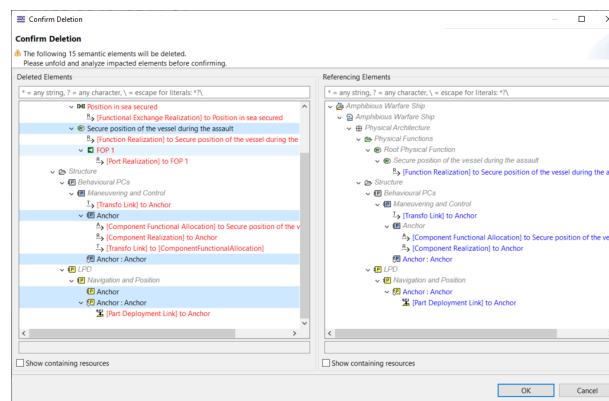 Confirm Deletion
Confirm Deletion
The following 15 semantic elements will be deleted.
Please unfold and analyze impacted elements before confirming.
Deleted Elements
* = any string, ? = any character, \ = escape for literals: *?\
Position in sea secured
[Functional Exchange Realization] to Position in sea secured
Secure position of the vessel during the assault
[Function Realization] to Secure position of the vessel during the
FOP 1
[Port Realization] to FOP 1
Structure
Behavioural PCs
Maneuvering and Control
[Transfo Link] to Anchor
Anchor
[Component Functional Allocation] to Secure position of the v
[Component Realization] to Anchor
[Transfo Link] to [ComponentFunctionalAllocation]
Anchor : Anchor
LPD
Navigation and Position
Anchor
Anchor : Anchor
[Part Deployment Link] to Anchor
Show containing resources
Referencing Elements
* = any string, ? = any character, \ = escape for literals: *?\
Amphibious Warfare Ship
Amphibious Warfare Ship
Physical Architecture
Physical Functions
Root Physical Function
Secure position of the vessel during the assault
[Function Realization] to Secure position of the vessel during the a
Structure
Behavioural PCs
Maneuvering and Control
[Transfo Link] to Anchor
Anchor
[Component Functional Allocation] to Secure position of the ve
[Component Realization] to Anchor
Anchor : Anchor
LPD
Navigation and Position
Anchor : Anchor
[Part Deployment Link] to Anchor
Show containing resources
OK
Cancel